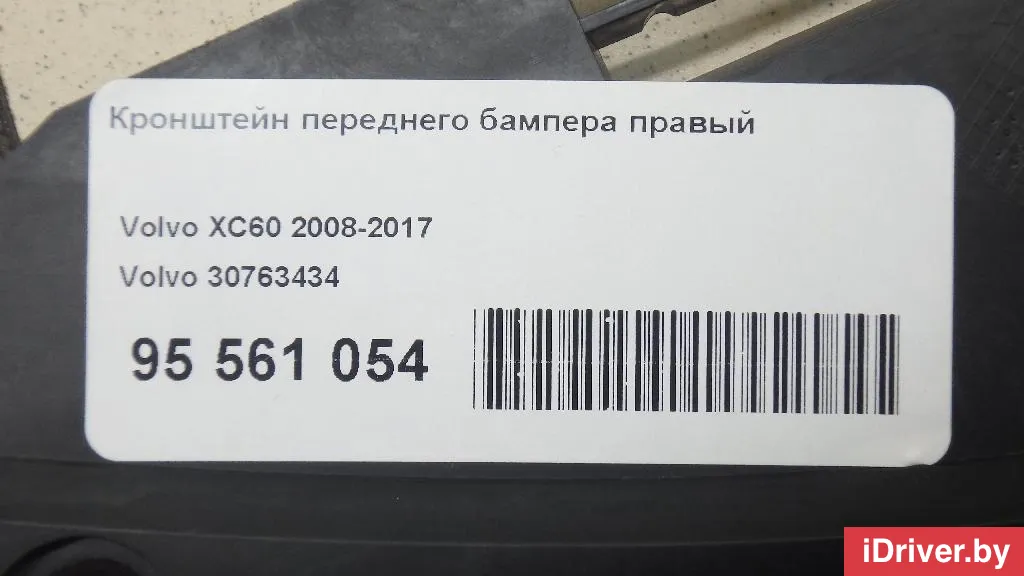 Кронштейн переднего бампера правый
Volvo XC60 2008-2017
Volvo 30763434
95 561 054
iDriver.by